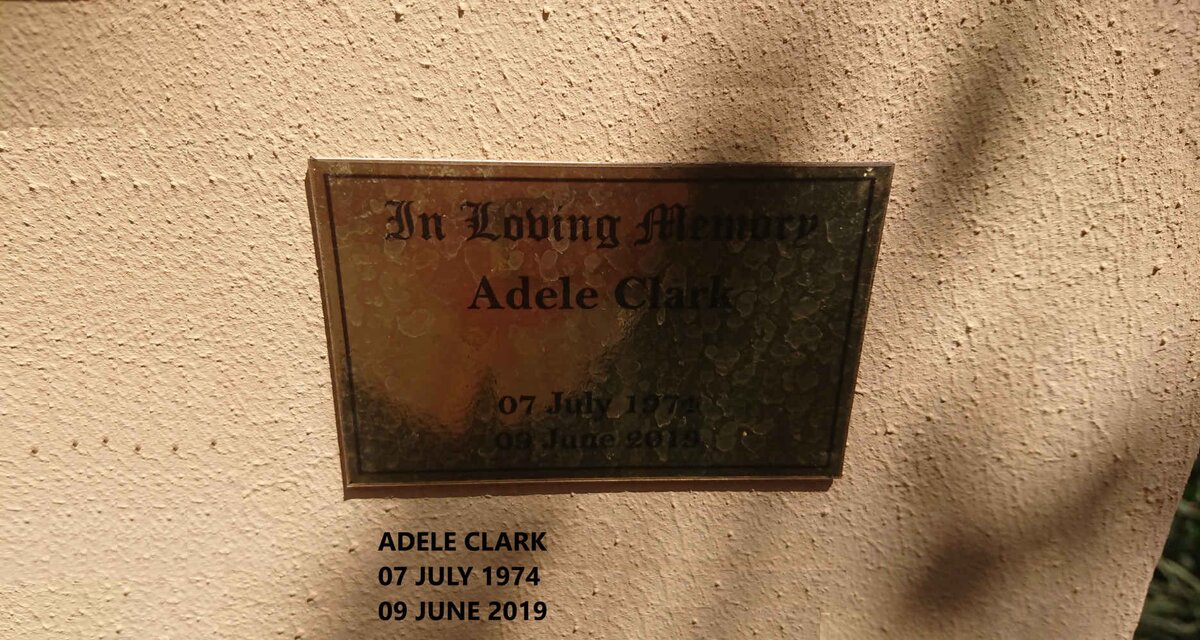 In Loving Memory
Adele Clark
07 July 1974
09 June 2019
ADELE CLARK
07 JULY 1974
09 JUNE 2019